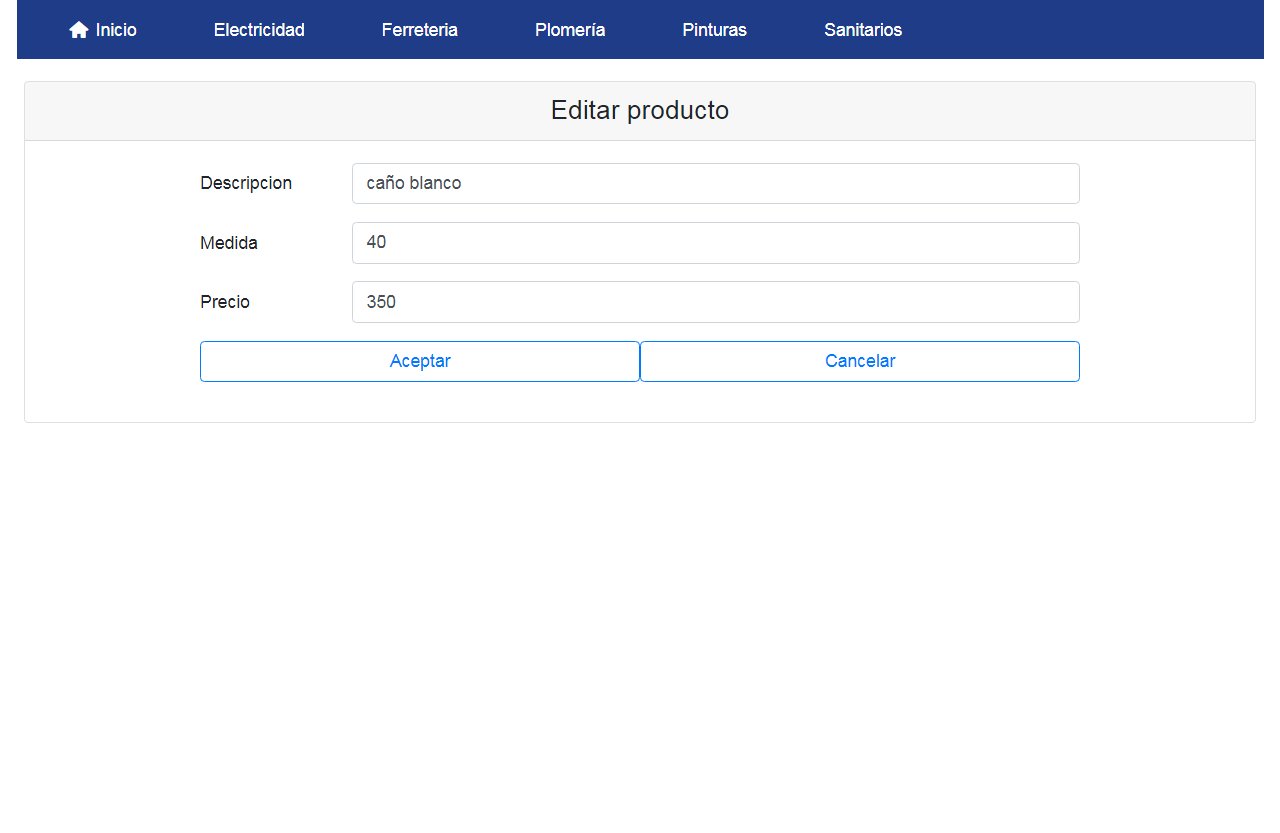 Inicio Electricidad Ferreteria Plomería Pinturas Sanitarios
Editar producto
Descripcion caño blanco
Medida 40
Precio 350
Aceptar Cancelar